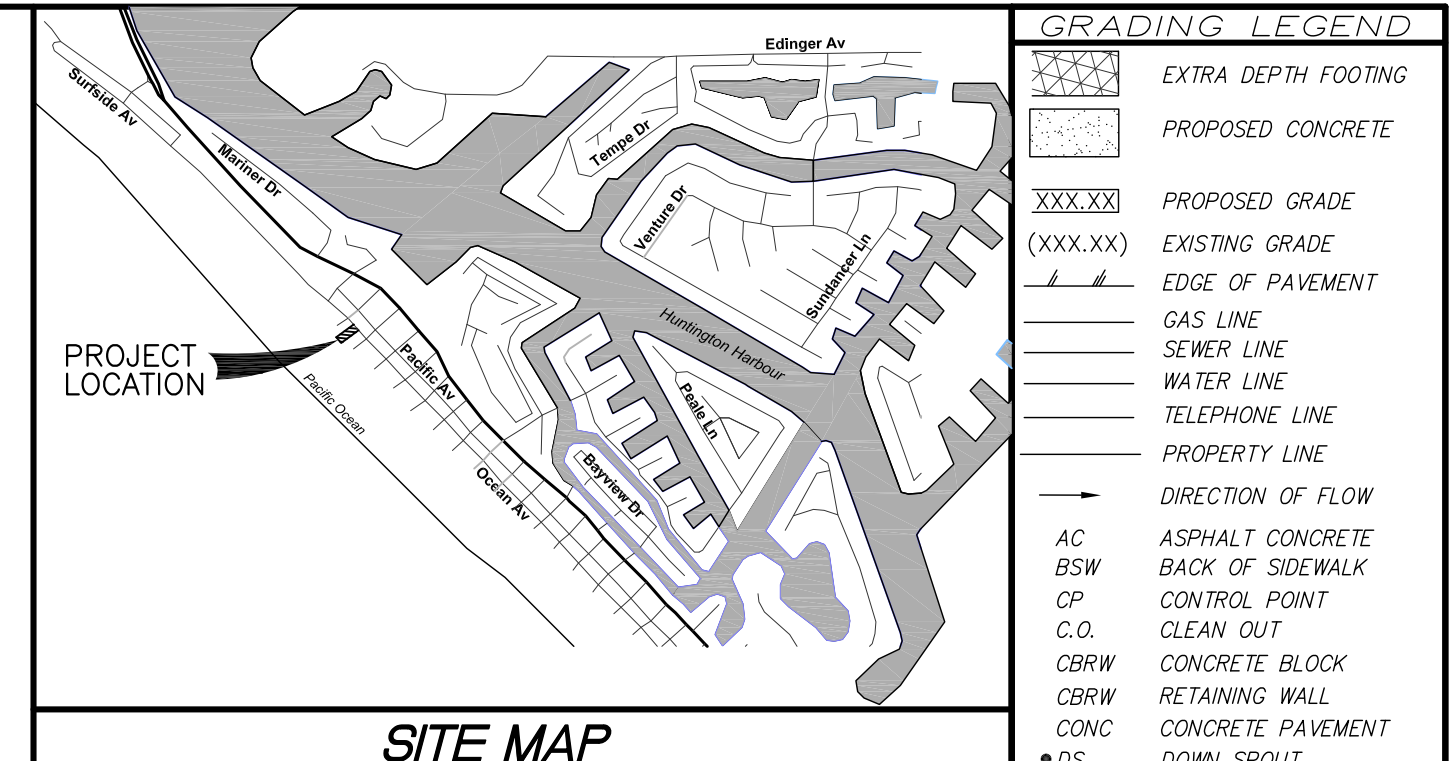 Edinger Av
Surfside Av
Mariner Dr
Tempe Dr
Venture Dr
Sundancer Ln
Huntington Harbour
PROJECT
LOCATION
Pacific Av
Pacific Ocean
Peale Ln
Bayview Dr
Ocean Av
SITE MAP
GRADING LEGEND
EXTRA DEPTH FOOTING
PROPOSED CONCRETE
XXX.XX PROPOSED GRADE
(XXX.XX) EXISTING GRADE
EDGE OF PAVEMENT
GAS LINE
SEWER LINE
WATER LINE
TELEPHONE LINE
PROPERTY LINE
DIRECTION OF FLOW
AC ASPHALT CONCRETE
BSW BACK OF SIDEWALK
CP CONTROL POINT
C.O. CLEAN OUT
CBRW CONCRETE BLOCK
CBRW RETAINING WALL
CONC CONCRETE PAVEMENT
DS DOWN SPOUT